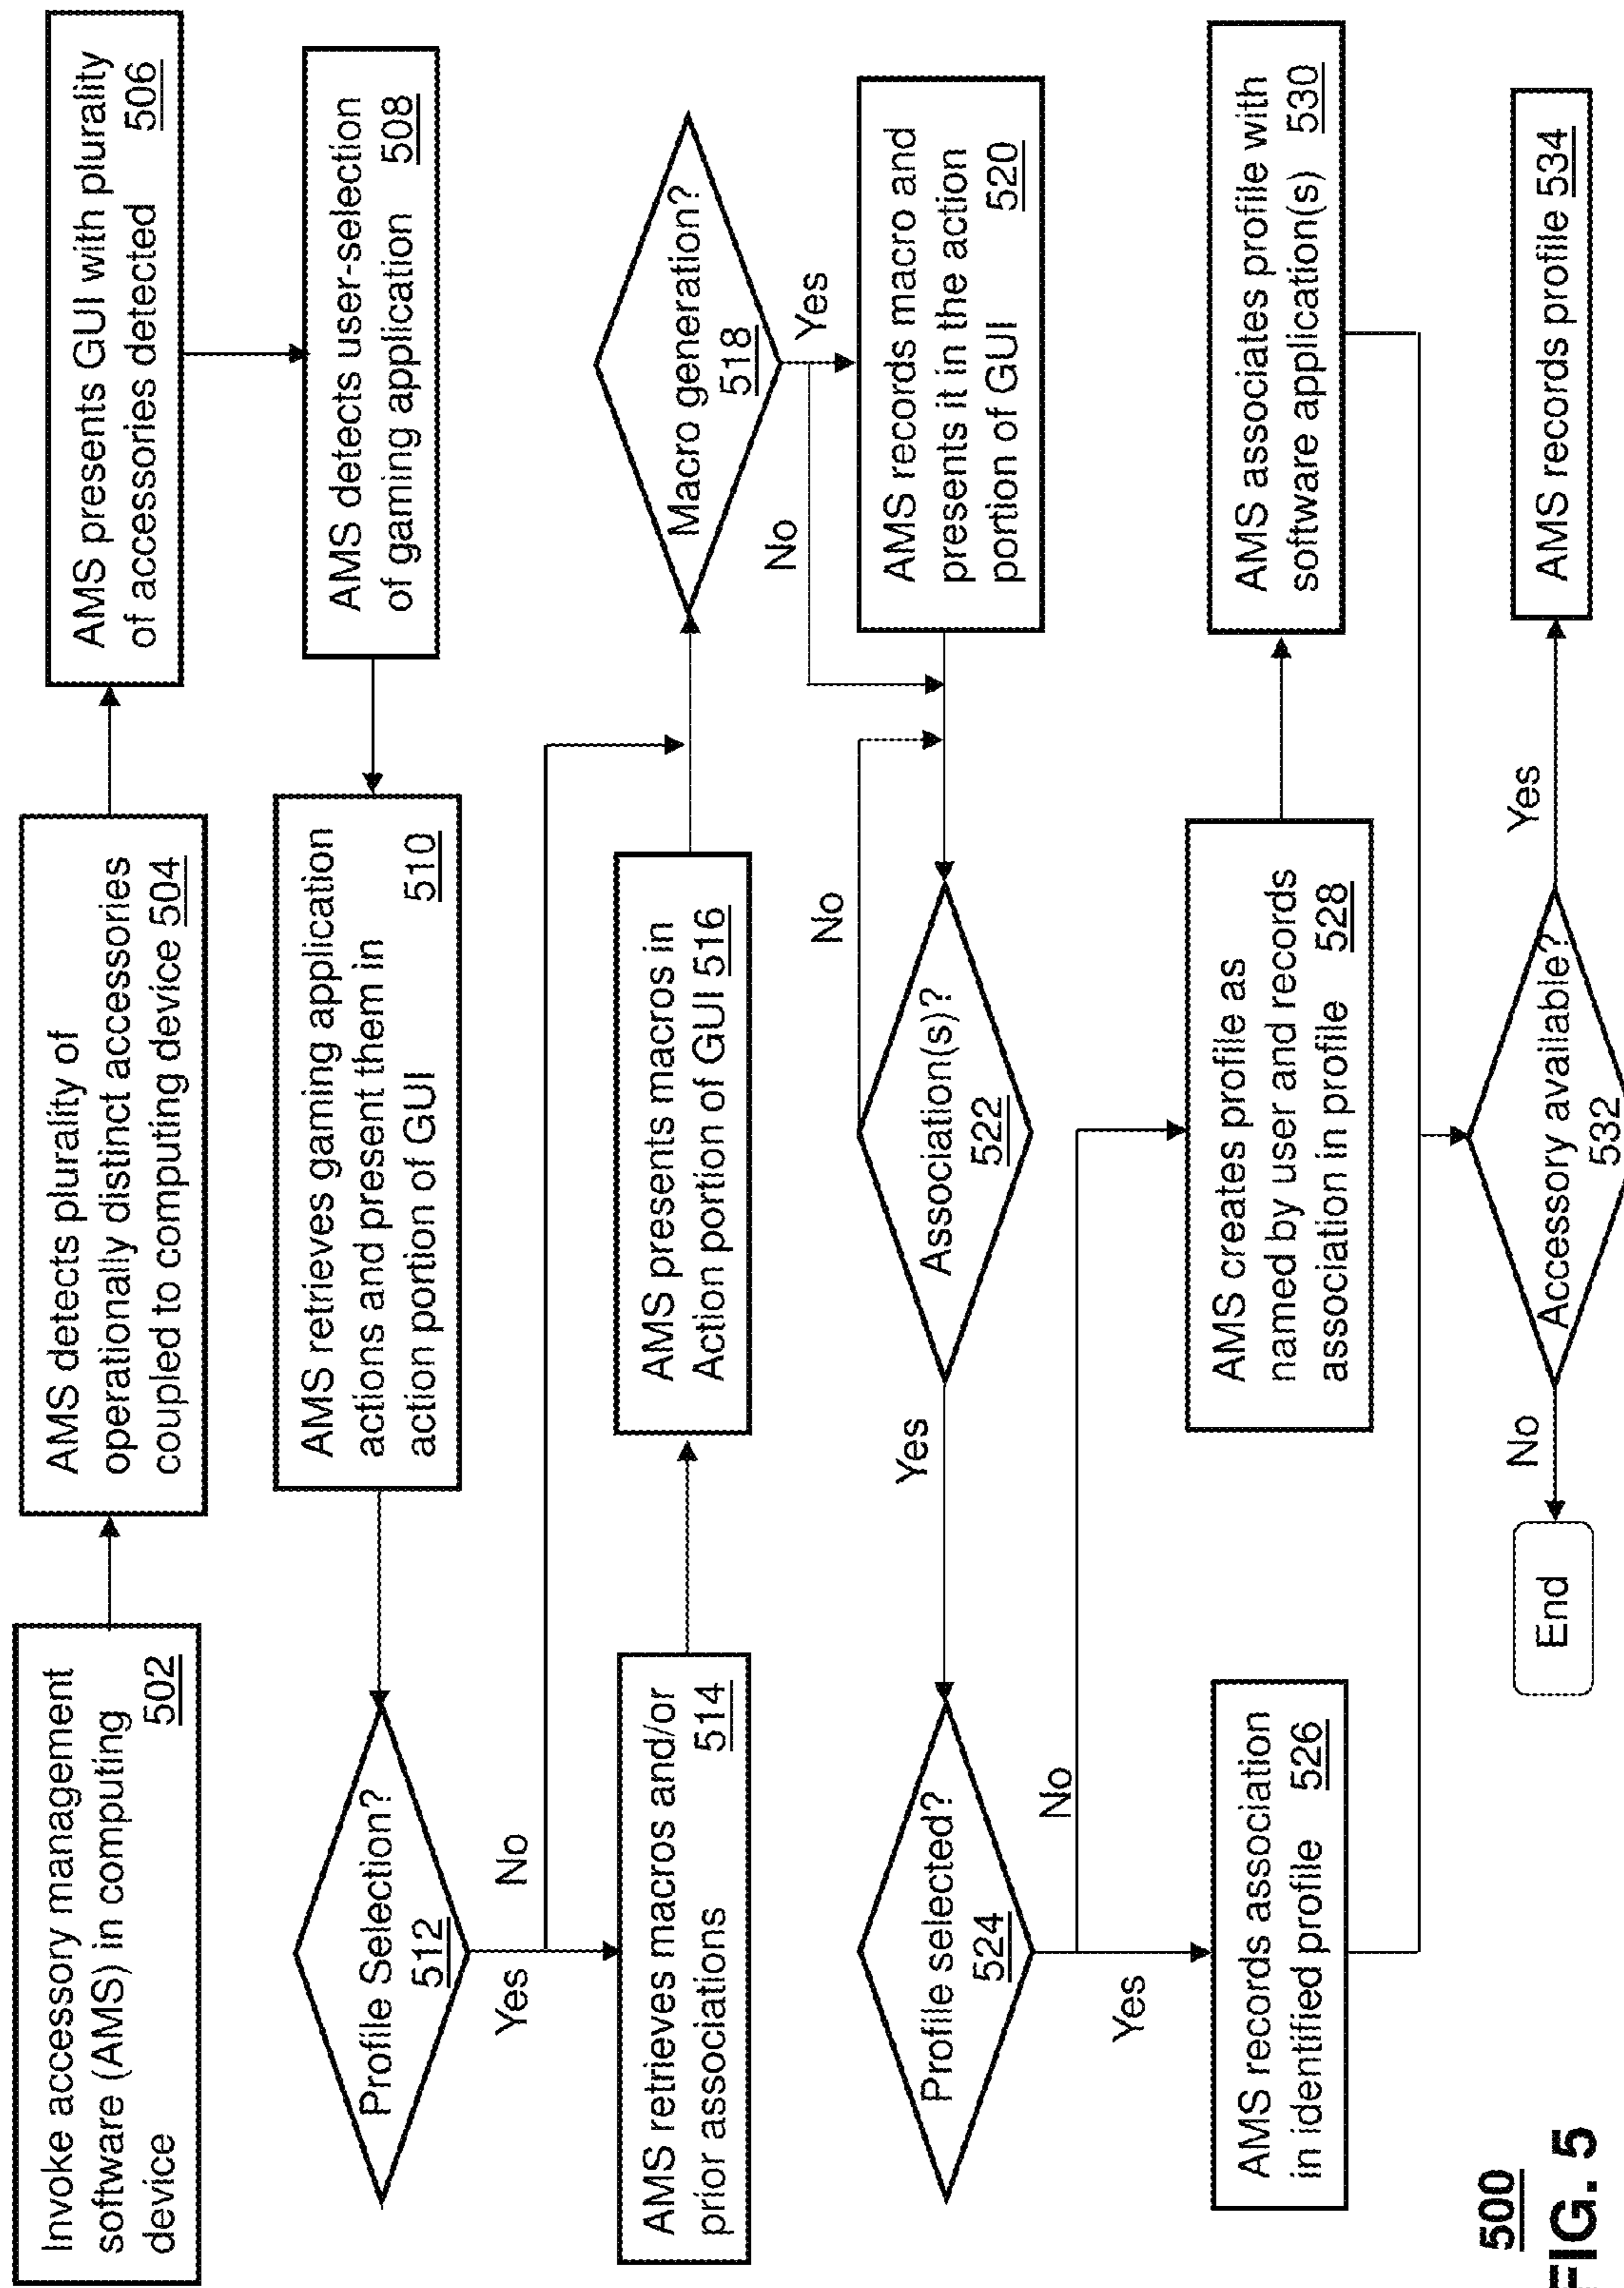 Invoke accessory management
software (AMS) in computing
device 502
AMS detects plurality of
operationally distinct accessories
coupled to computing device 504
AMS presents GUI with plurality
of accessories detected 506
AMS detects user-selection
of gaming application 508
AMS retrieves gaming application
actions and present them in
action portion of GUI 510
Profile Selection?
512
No
Yes
AMS retrieves macros and/or
prior associations 514
AMS presents macros in
Action portion of GUI 516
Macro generation?
518
No
Yes
AMS records macro and
presents it in the action
portion of GUI 520
Association(s)?
522
No
Yes
Profile selected?
524
No
Yes
AMS records association
in identified profile 526
AMS creates profile as
named by user and records
association in profile 528
AMS associates profile with
software application(s) 530
Accessory available?
532
No
Yes
End
AMS records profile 534
500
FIG. 5